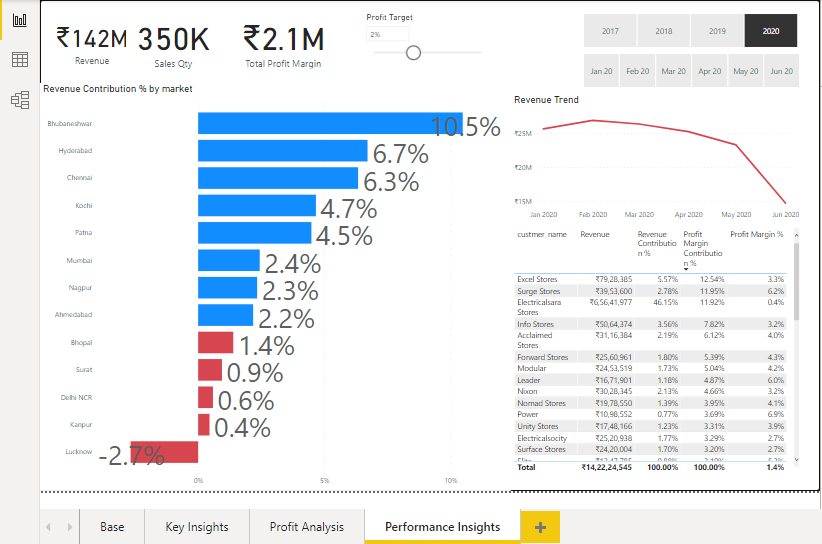 ₹142M
Revenue
350K
Sales Qty
₹2.1M
Total Profit Margin
Profit Target
2%
2017 2018 2019 2020
Jan 20 Feb 20 Mar 20 Apr 20 May 20 Jun 20
Revenue Contribution % by market
Bhubaneshwar 10.5%
Hyderabad 6.7%
Chennai 6.3%
Kochi 4.7%
Patna 4.5%
Mumbai 2.4%
Nagpur 2.3%
Ahmedabad 2.2%
Bhopal 1.4%
Surat 0.9%
Delhi NCR 0.6%
Kanpur 0.4%
Lucknow -2.7%
0% 5% 10%
Revenue Trend
₹25M
₹20M
₹15M
Jan 2020 Feb 2020 Mar 2020 Apr 2020 May 2020 Jun 2020
custmer_name Revenue Revenue Profit Profit Margin %
Contributio Margin
n % Contributio
n %
Excel Stores ₹79,28,385 5.57% 12.54% 3.3%
Surge Stores ₹39,53,600 2.78% 11.95% 6.2%
Electricalsara ₹6,56,41,977 46.15% 11.92% 0.4%
Stores
Info Stores ₹50,64,374 3.56% 7.82% 3.2%
Acclaimed ₹31,16,384 2.19% 6.12% 4.0%
Stores
Forward Stores ₹25,60,961 1.80% 5.39% 4.3%
Modular ₹24,53,519 1.73% 5.04% 4.2%
Leader ₹16,71,901 1.18% 4.87% 6.0%
Nixon ₹30,28,345 2.13% 4.66% 3.2%
Nomad Stores ₹19,78,550 1.39% 3.95% 4.1%
Power ₹10,98,552 0.77% 3.69% 6.9%
Unity Stores ₹17,48,166 1.23% 3.31% 3.9%
Electricalsocity ₹25,20,938 1.77% 3.29% 2.7%
Surface Stores ₹24,20,004 1.70% 3.20% 2.7%
Total ₹14,22,24,545 100.00% 100.00% 1.4%
Base Key Insights Profit Analysis Performance Insights +